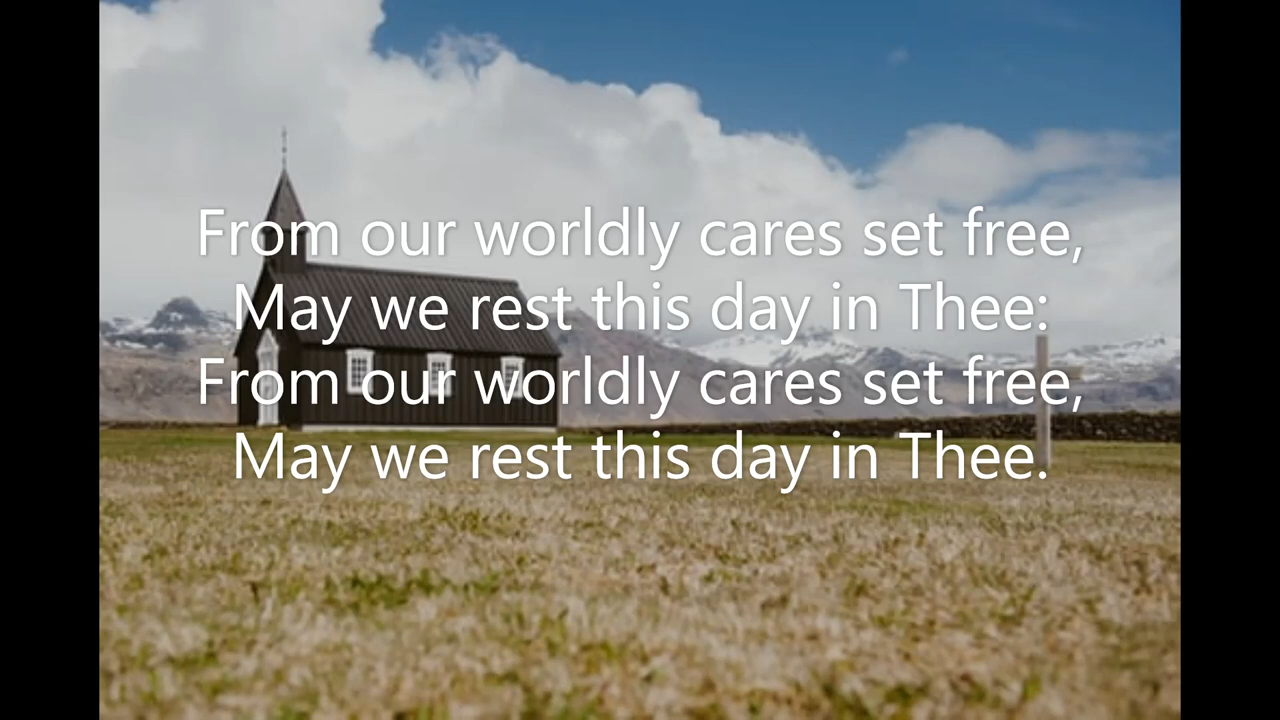 From our worldly cares set free,
May we rest this day in Thee:
From our worldly cares set free,
May we rest this day in Thee.